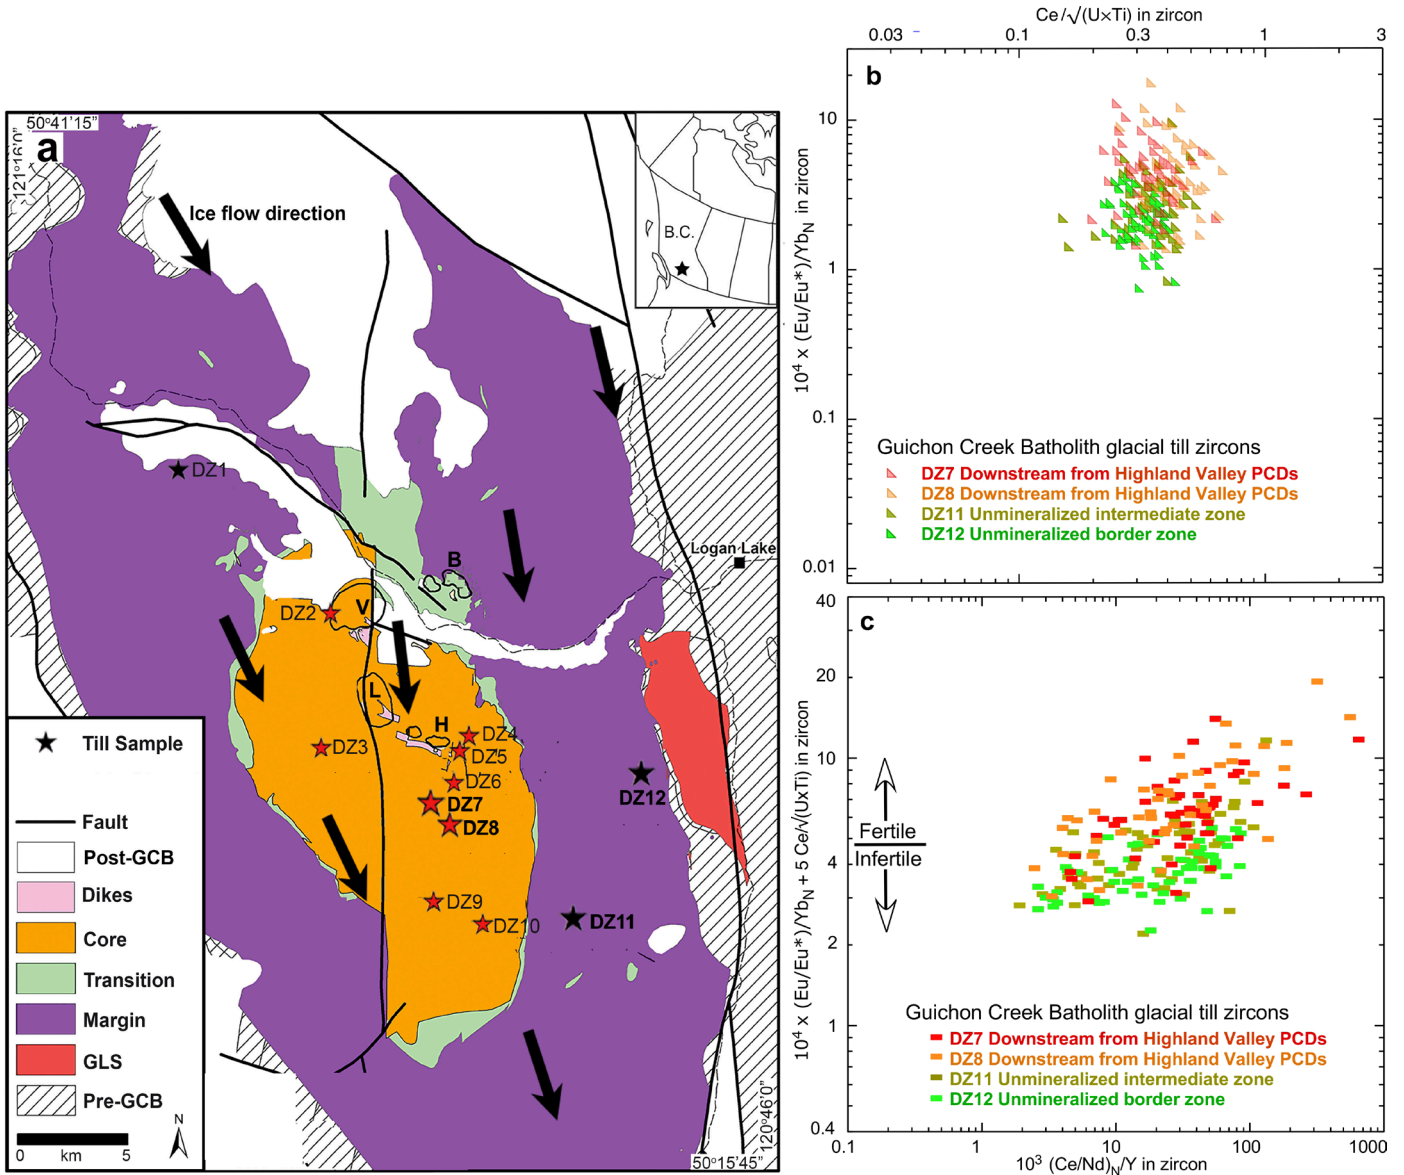 a
50°41'15"
121°16'0"
Ice flow direction
B.C.
DZ1
Logan Lake
B
V
DZ2
L
H
DZ3
DZ4
DZ5
DZ6
DZ7
DZ8
DZ12
DZ9
DZ10
DZ11
Till Sample
Fault
Post-GCB
Dikes
Core
Transition
Margin
GLS
Pre-GCB
N
0 km 5
120°46'0"
50°15'45"
Ce/√(U×Ti) in zircon
0.03 0.1 0.3 1 3
b
10
1
0.1
0.01
10⁴ x (Eu/Eu*)/Yb_N in zircon
Guichon Creek Batholith glacial till zircons
DZ7 Downstream from Highland Valley PCDs
DZ8 Downstream from Highland Valley PCDs
DZ11 Unmineralized intermediate zone
DZ12 Unmineralized border zone
c
40
20
10
4
2
1
0.4
10⁴ x (Eu/Eu*)/Yb_N + 5 Ce/√(UxTi) in zircon
Fertile
Infertile
Guichon Creek Batholith glacial till zircons
DZ7 Downstream from Highland Valley PCDs
DZ8 Downstream from Highland Valley PCDs
DZ11 Unmineralized intermediate zone
DZ12 Unmineralized border zone
0.1 1 10 100 1000
10³ (Ce/Nd)_N/Y in zircon